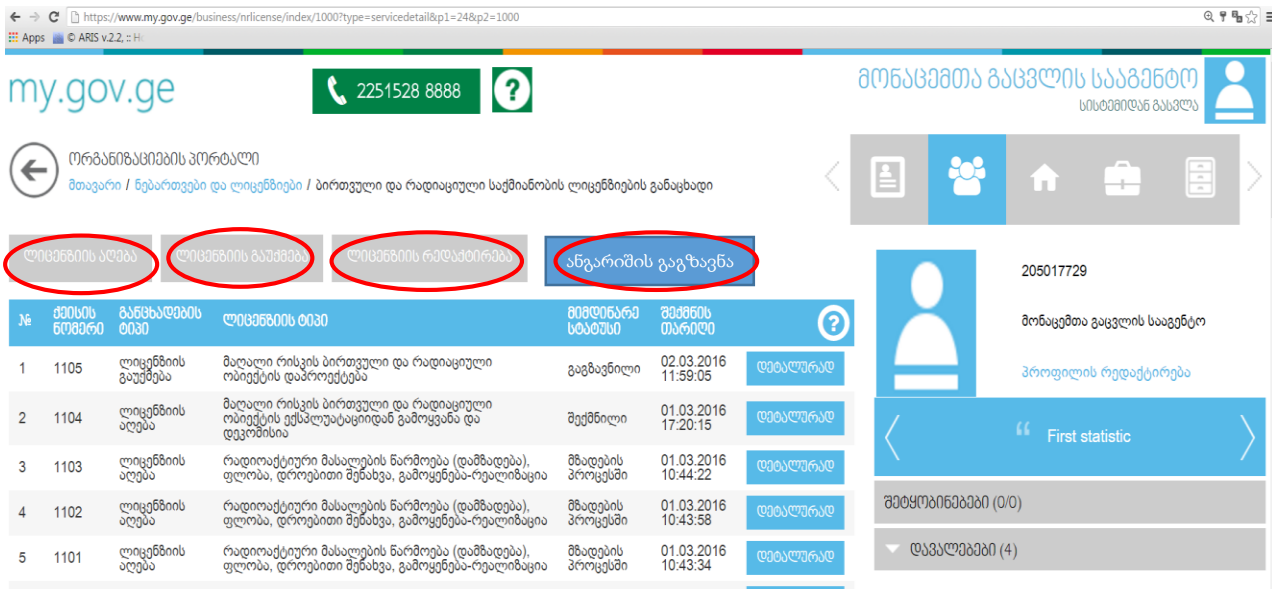 https://www.my.gov.ge/business/nrlicense/index/1000?type=servicedetail&p1=24&p2=1000
Apps © ARIS v.2.2, :: H
my.gov.ge
2251528 8888
?
მონაცემთა გაცვლის სააგენტო
სისტემიდან გასვლა
ორგანიზაციების პორტალი
მთავარი / ნებართვები და ლიცენზიები / ბირთვული და რადიაციული საქმიანობის ლიცენზიების განაცხადი
ლიცენზიის აღება
ლიცენზიის გაუქმება
ლიცენზიის რედაქტირება
ანგარიშის გაგზავნა
№ ქეისის ნომერი განცხადების ტიპი ლიცენზიის ტიპი მიმდინარე სტატუსი შექმნის თარიღი ?
1 1105 ლიცენზიის გაუქმება მაღალი რისკის ბირთვული და რადიაციული ობიექტის დაპროექტება გაგზავნილი 02.03.2016 11:59:05 დეტალურად
2 1104 ლიცენზიის აღება მაღალი რისკის ბირთვული და რადიაციული ობიექტის ექსპლუატაციიდან გამოყვანა და დეკომისია შექმნილი 01.03.2016 17:20:15 დეტალურად
3 1103 ლიცენზიის აღება რადიოაქტიური მასალების წარმოება (დამზადება), ფლობა, დროებითი შენახვა, გამოყენება-რეალიზაცია მზადების პროცესში 01.03.2016 10:44:22 დეტალურად
4 1102 ლიცენზიის აღება რადიოაქტიური მასალების წარმოება (დამზადება), ფლობა, დროებითი შენახვა, გამოყენება-რეალიზაცია მზადების პროცესში 01.03.2016 10:43:58 დეტალურად
5 1101 ლიცენზიის აღება რადიოაქტიური მასალების წარმოება (დამზადება), ფლობა, დროებითი შენახვა, გამოყენება-რეალიზაცია მზადების პროცესში 01.03.2016 10:43:34 დეტალურად
205017729
მონაცემთა გაცვლის სააგენტო
პროფილის რედაქტირება
“ First statistic
შეტყობინებები (0/0)
დავალებები (4)